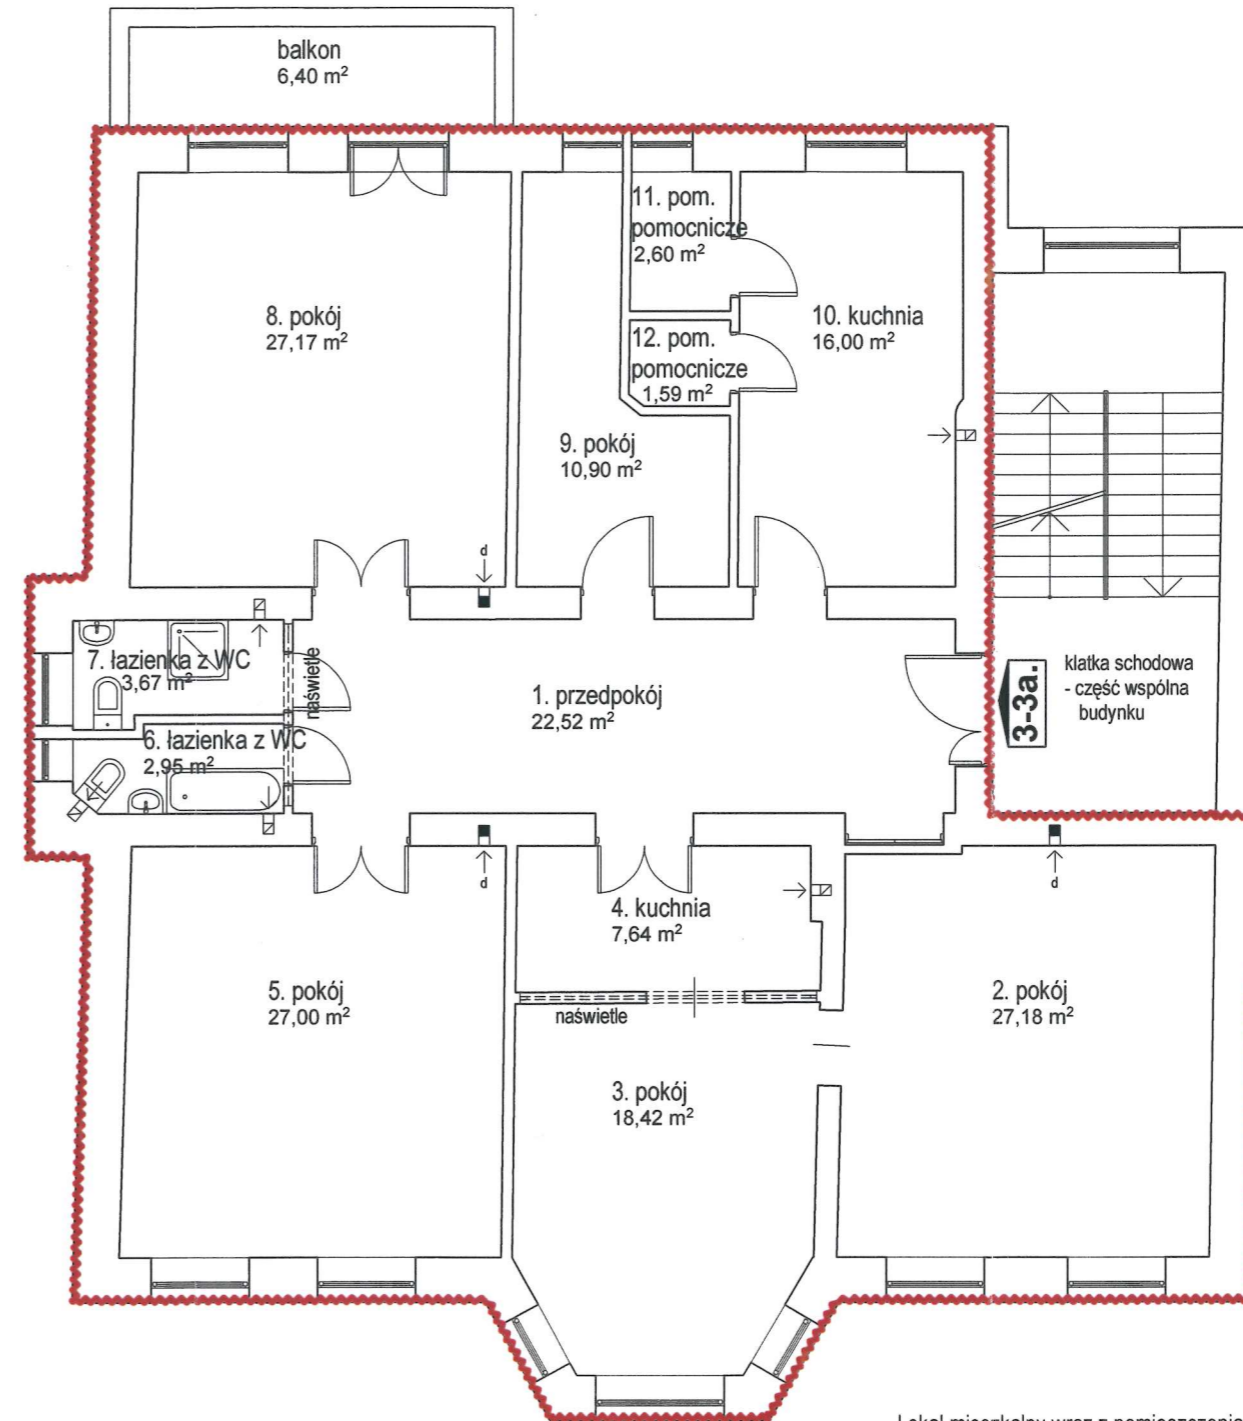 balkon
6,40 m²
11. pom.
pomocnicze
2,60 m²
8. pokój
27,17 m²
10. kuchnia
16,00 m²
12. pom.
pomocnicze
1,59 m²
9. pokój
10,90 m²
d
7. łazienka z WC
3,67 m²
naświetle
1. przedpokój
22,52 m²
3-3a.
klatka schodowa
- część wspólna
budynku
6. łazienka z WC
2,95 m²
d
d
4. kuchnia
7,64 m²
5. pokój
27,00 m²
naświetle
2. pokój
27,18 m²
3. pokój
18,42 m²